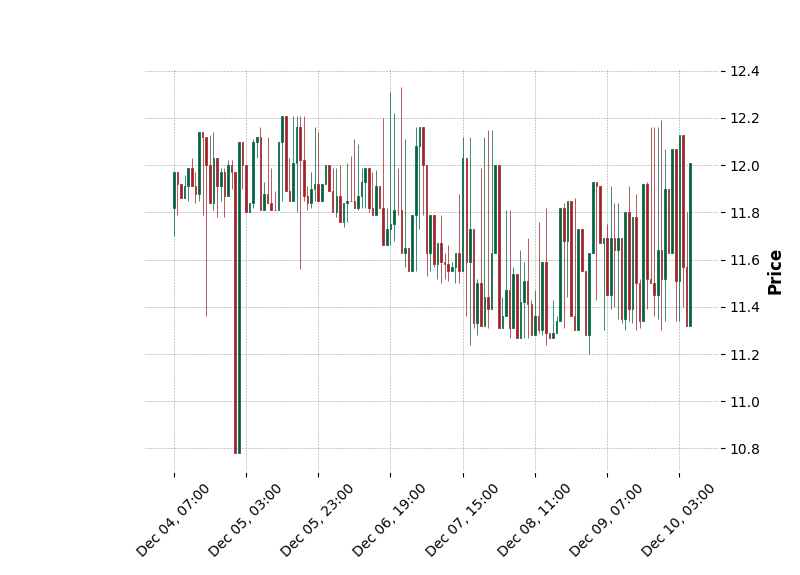 12.4
12.2
12.0
11.8
11.6
11.4
11.2
11.0
10.8
Price
Dec 04, 07:00
Dec 05, 03:00
Dec 05, 23:00
Dec 06, 19:00
Dec 07, 15:00
Dec 08, 11:00
Dec 09, 07:00
Dec 10, 03:00